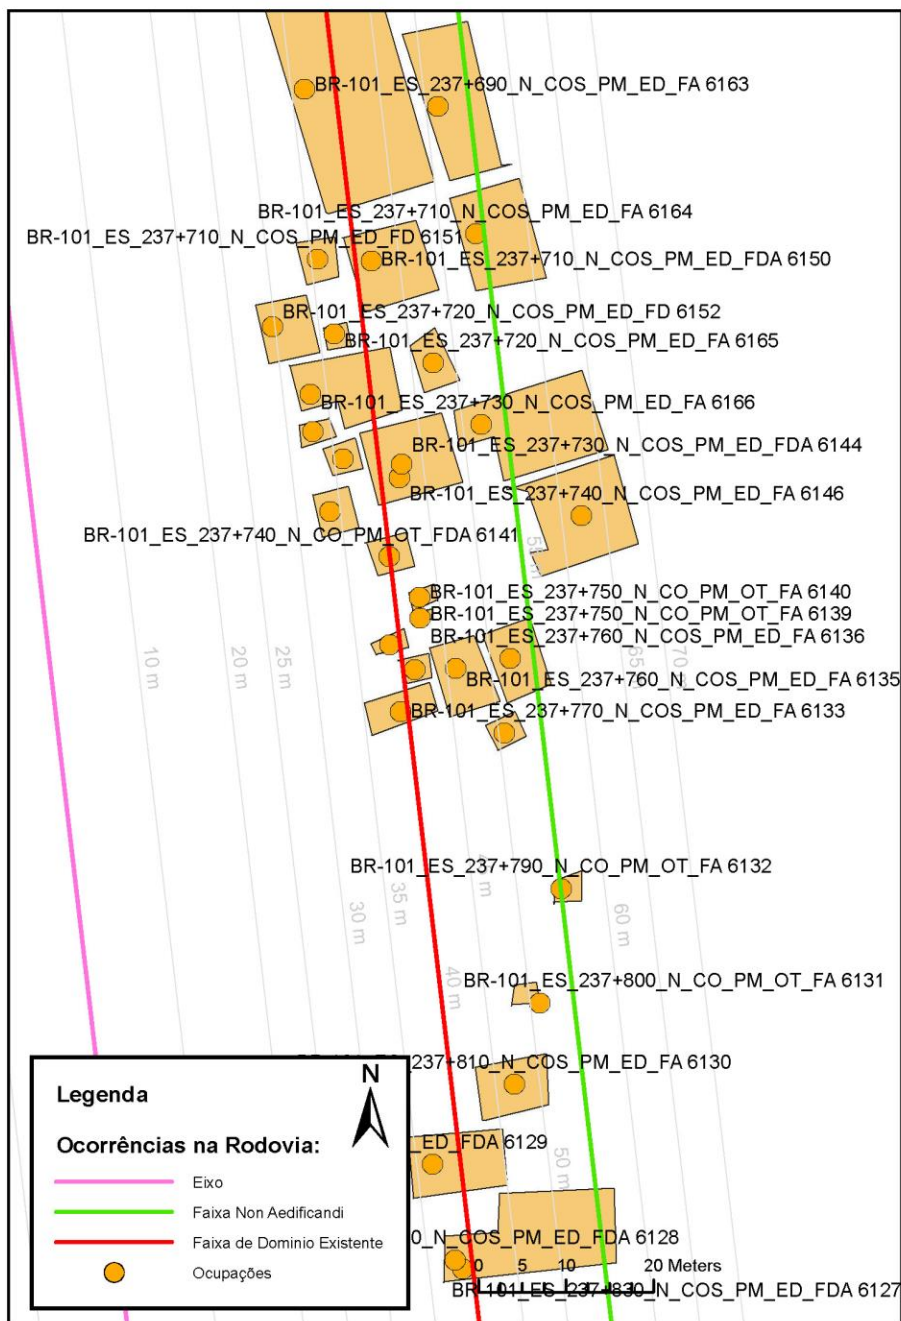 BR-101_ES_237+690_N_COS_PM_ED_FA 6163
BR-101_ES_237+710_N_COS_PM_ED_FA 6164
BR-101_ES_237+710_N_COS_PM_ED_FD 6151
BR-101_ES_237+710_N_COS_PM_ED_FDA 6150
BR-101_ES_237+720_N_COS_PM_ED_FD 6152
BR-101_ES_237+720_N_COS_PM_ED_FA 6165
BR-101_ES_237+730_N_COS_PM_ED_FA 6166
BR-101_ES_237+730_N_COS_PM_ED_FDA 6144
BR-101_ES_237+740_N_COS_PM_ED_FA 6146
BR-101_ES_237+740_N_CO_PM_OT_FDA 6141
BR-101_ES_237+750_N_CO_PM_OT_FA 6140
BR-101_ES_237+750_N_CO_PM_OT_FA 6139
BR-101_ES_237+760_N_COS_PM_ED_FA 6136
BR-101_ES_237+760_N_COS_PM_ED_FA 6135
10 m
20 m
25 m
65 m
BR-101_ES_237+770_N_COS_PM_ED_FA 6133
BR-101_ES_237+790_N_CO_PM_OT_FA 6132
30 m
35 m
60 m
40 m
BR-101_ES_237+800_N_CO_PM_OT_FA 6131
237+810_N_COS_PM_ED_FA 6130
_ED_FDA 6129
50 m
0_N_COS_PM_ED_FDA 6128
0 5 10 20 Meters
BR-101_ES_237+830_N_COS_PM_ED_FDA 6127
N
Legenda
Ocorrências na Rodovia:
Eixo
Faixa Non Aedificandi
Faixa de Dominio Existente
Ocupações